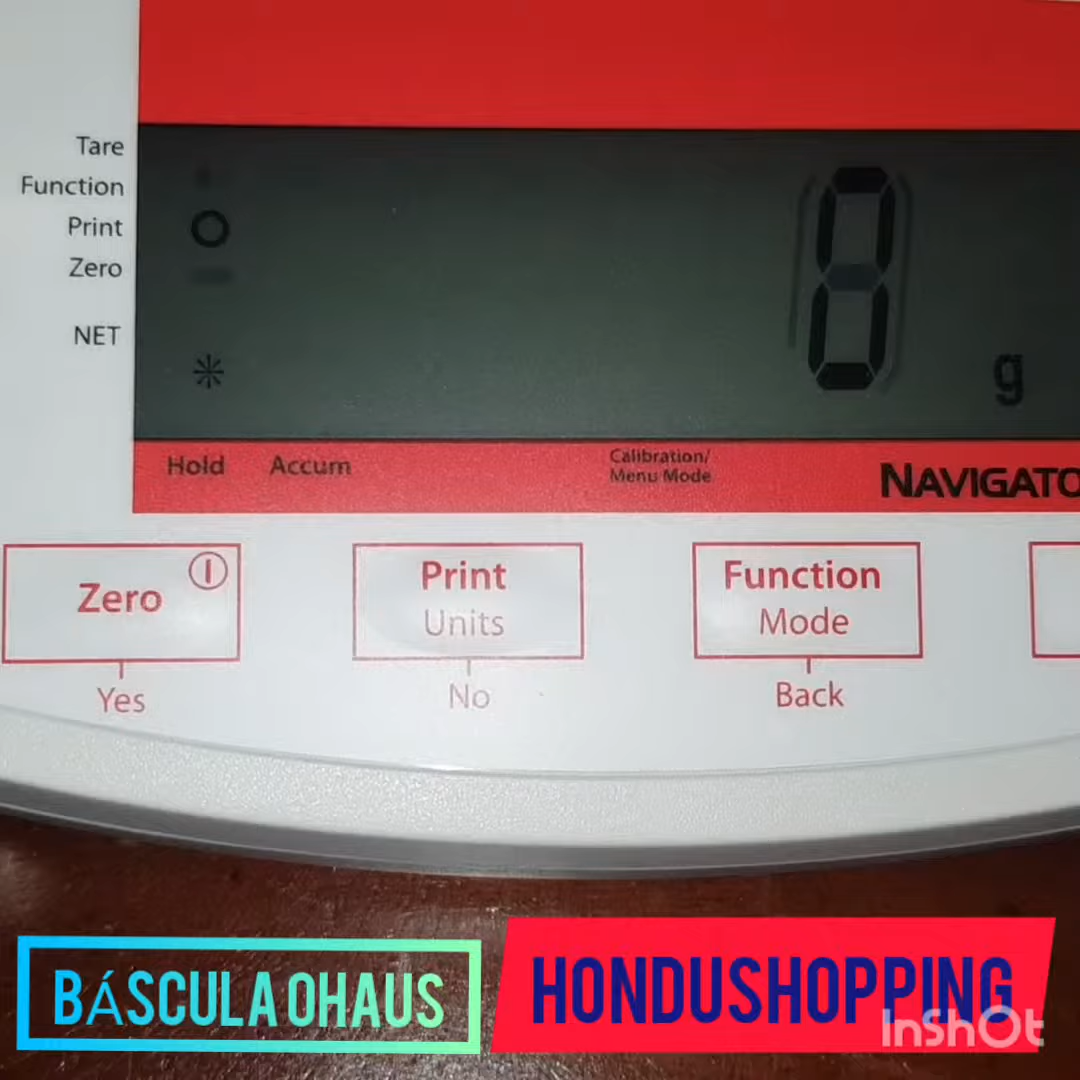 Tare
Function
Print
Zero
NET
0
g
Hold Accum
Calibration/
Menu Mode
NAVIGATO
Zero
Print
Units
Function
Mode
Yes
No
Back
BÁSCULA OHAUS
HONDUSHOPPING
InShOt